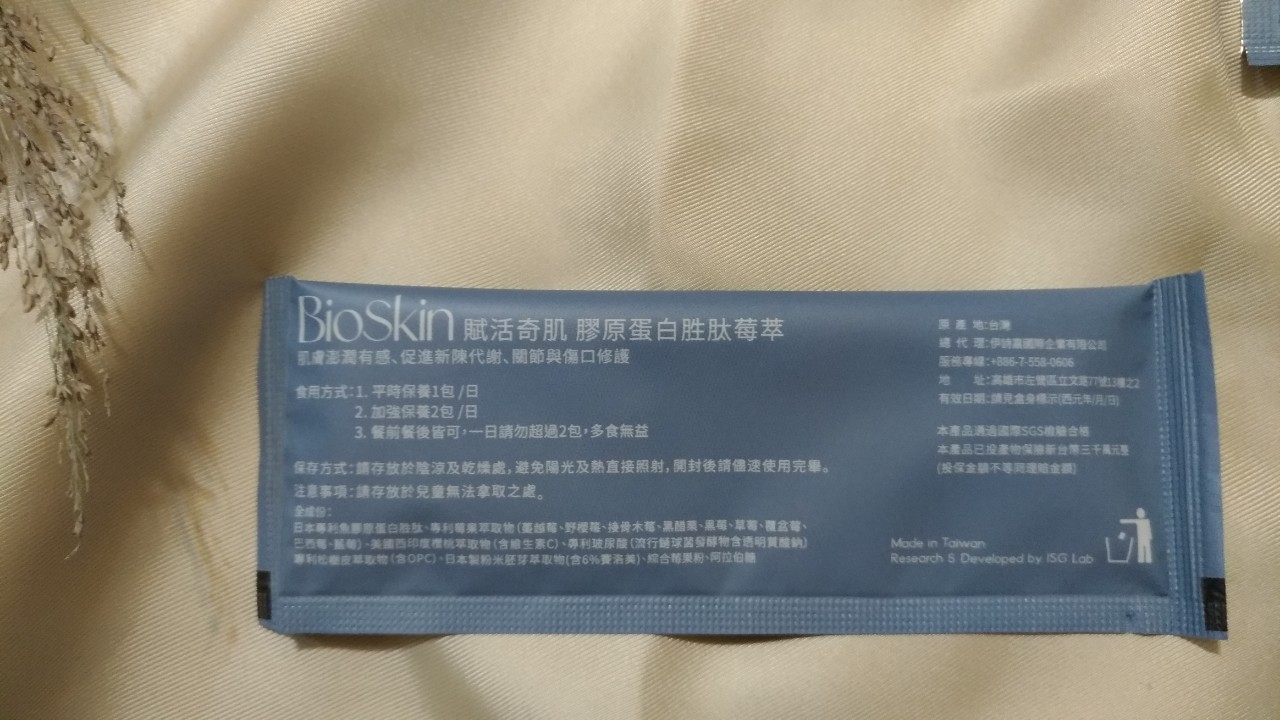 BioSkin 賦活奇肌 膠原蛋白胜肽莓萃
肌膚澎潤有感、促進新陳代謝、關節與傷口修護
食用方式：1. 平時保養1包 /日
2. 加強保養2包 /日
3. 餐前餐後皆可，一日請勿超過2包，多食無益
保存方式：請存放於陰涼及乾燥處，避免陽光及熱直接照射，開封後請儘速使用完畢。
注意事項：請存放於兒童無法拿取之處。
全成份：
日本專利魚膠原蛋白胜肽、專利莓果萃取物（蔓越莓、野櫻莓、接骨木莓、黑醋栗、黑莓、草莓、覆盆莓、
巴西莓、藍莓）、美國西印度櫻桃萃取物（含維生素C）、專利玻尿酸（流行鏈球菌發酵物含透明質酸鈉）
專利松樹皮萃取物（含OPC）、日本製粉米胚芽萃取物（含6%賽洛美）、綜合莓果粉、阿拉伯糖
原 產 地：台灣
總 代 理：伊詩嘉國際企業有限公司
服務專線：+886-7-558-0606
地 址：高雄市左營區立文路77號13樓之2
有效日期：請見盒身標示(西元年/月/日)
本產品通過國際SGS檢驗合格
本產品已投產物保險新台幣三千萬元整
(投保金額不等同理賠金額)
Made in Taiwan
Research & Developed by ISG Lab